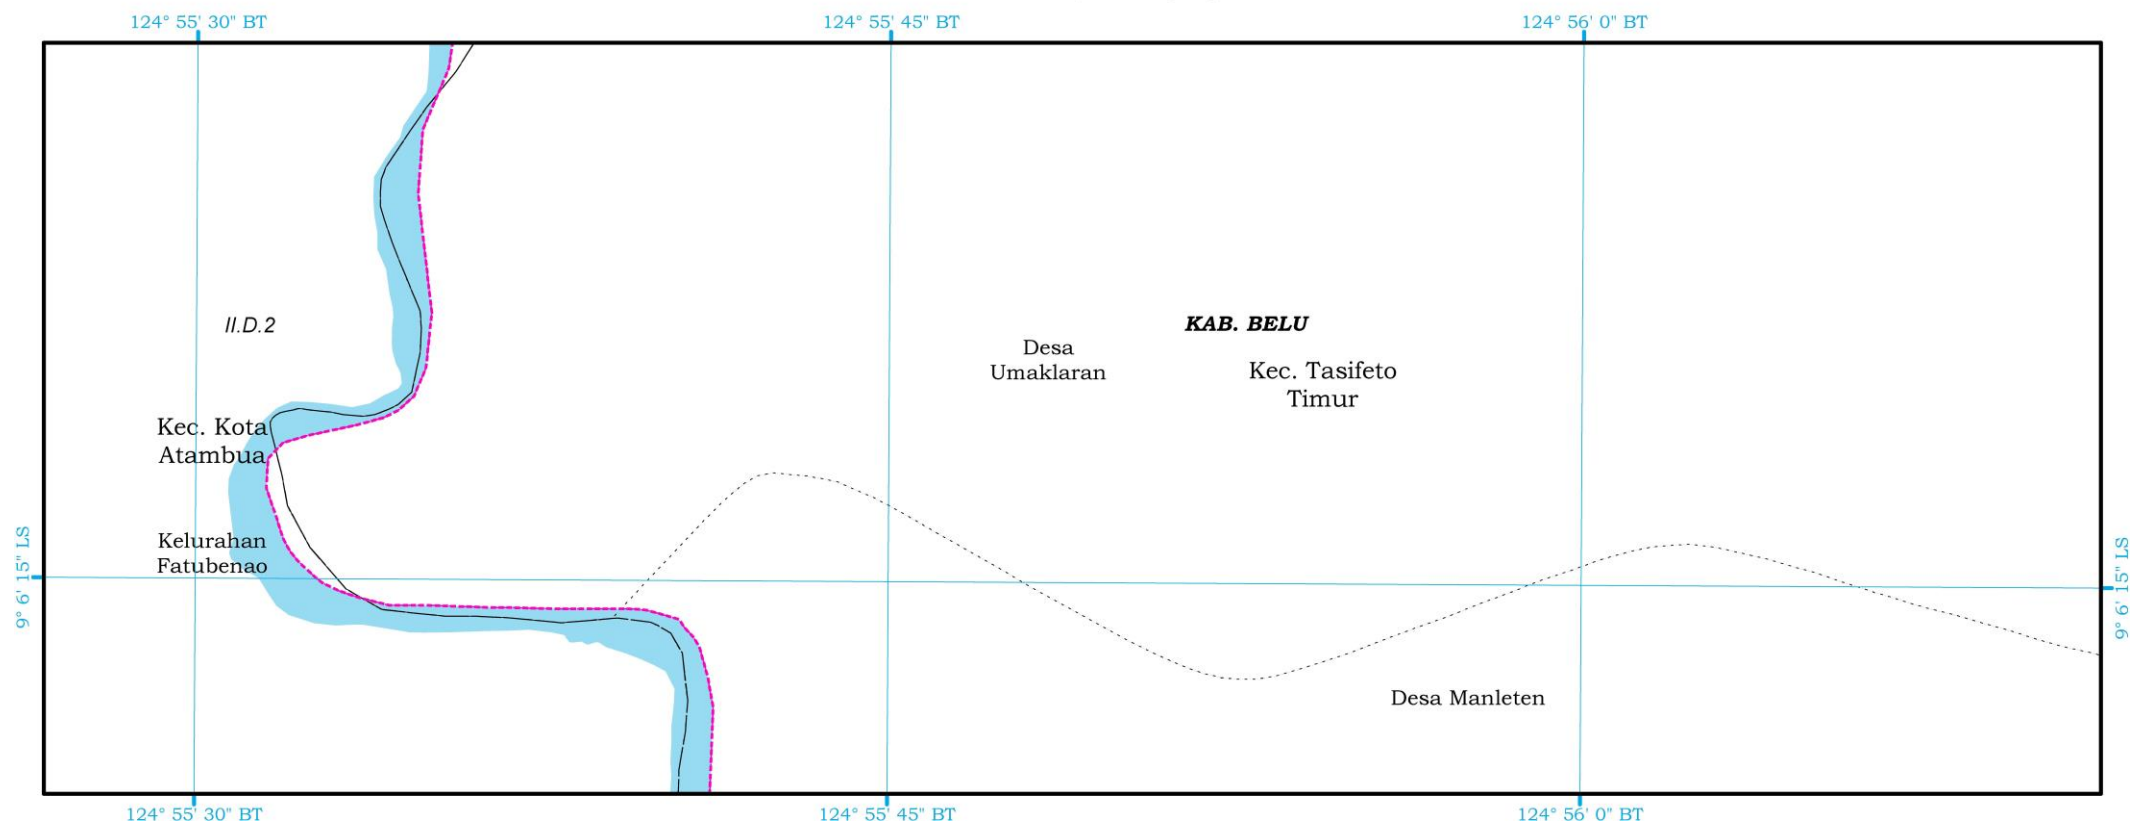 124° 55' 30" BT
124° 55' 45" BT
124° 56' 0" BT
II.D.2
KAB. BELU
Desa
Umaklaran
Kec. Tasifeto
Timur
Kec. Kota
Atambua
Kelurahan
Fatubenao
9° 6' 15" LS
9° 6' 15" LS
Desa Manleten
124° 55' 30" BT
124° 55' 45" BT
124° 56' 0" BT